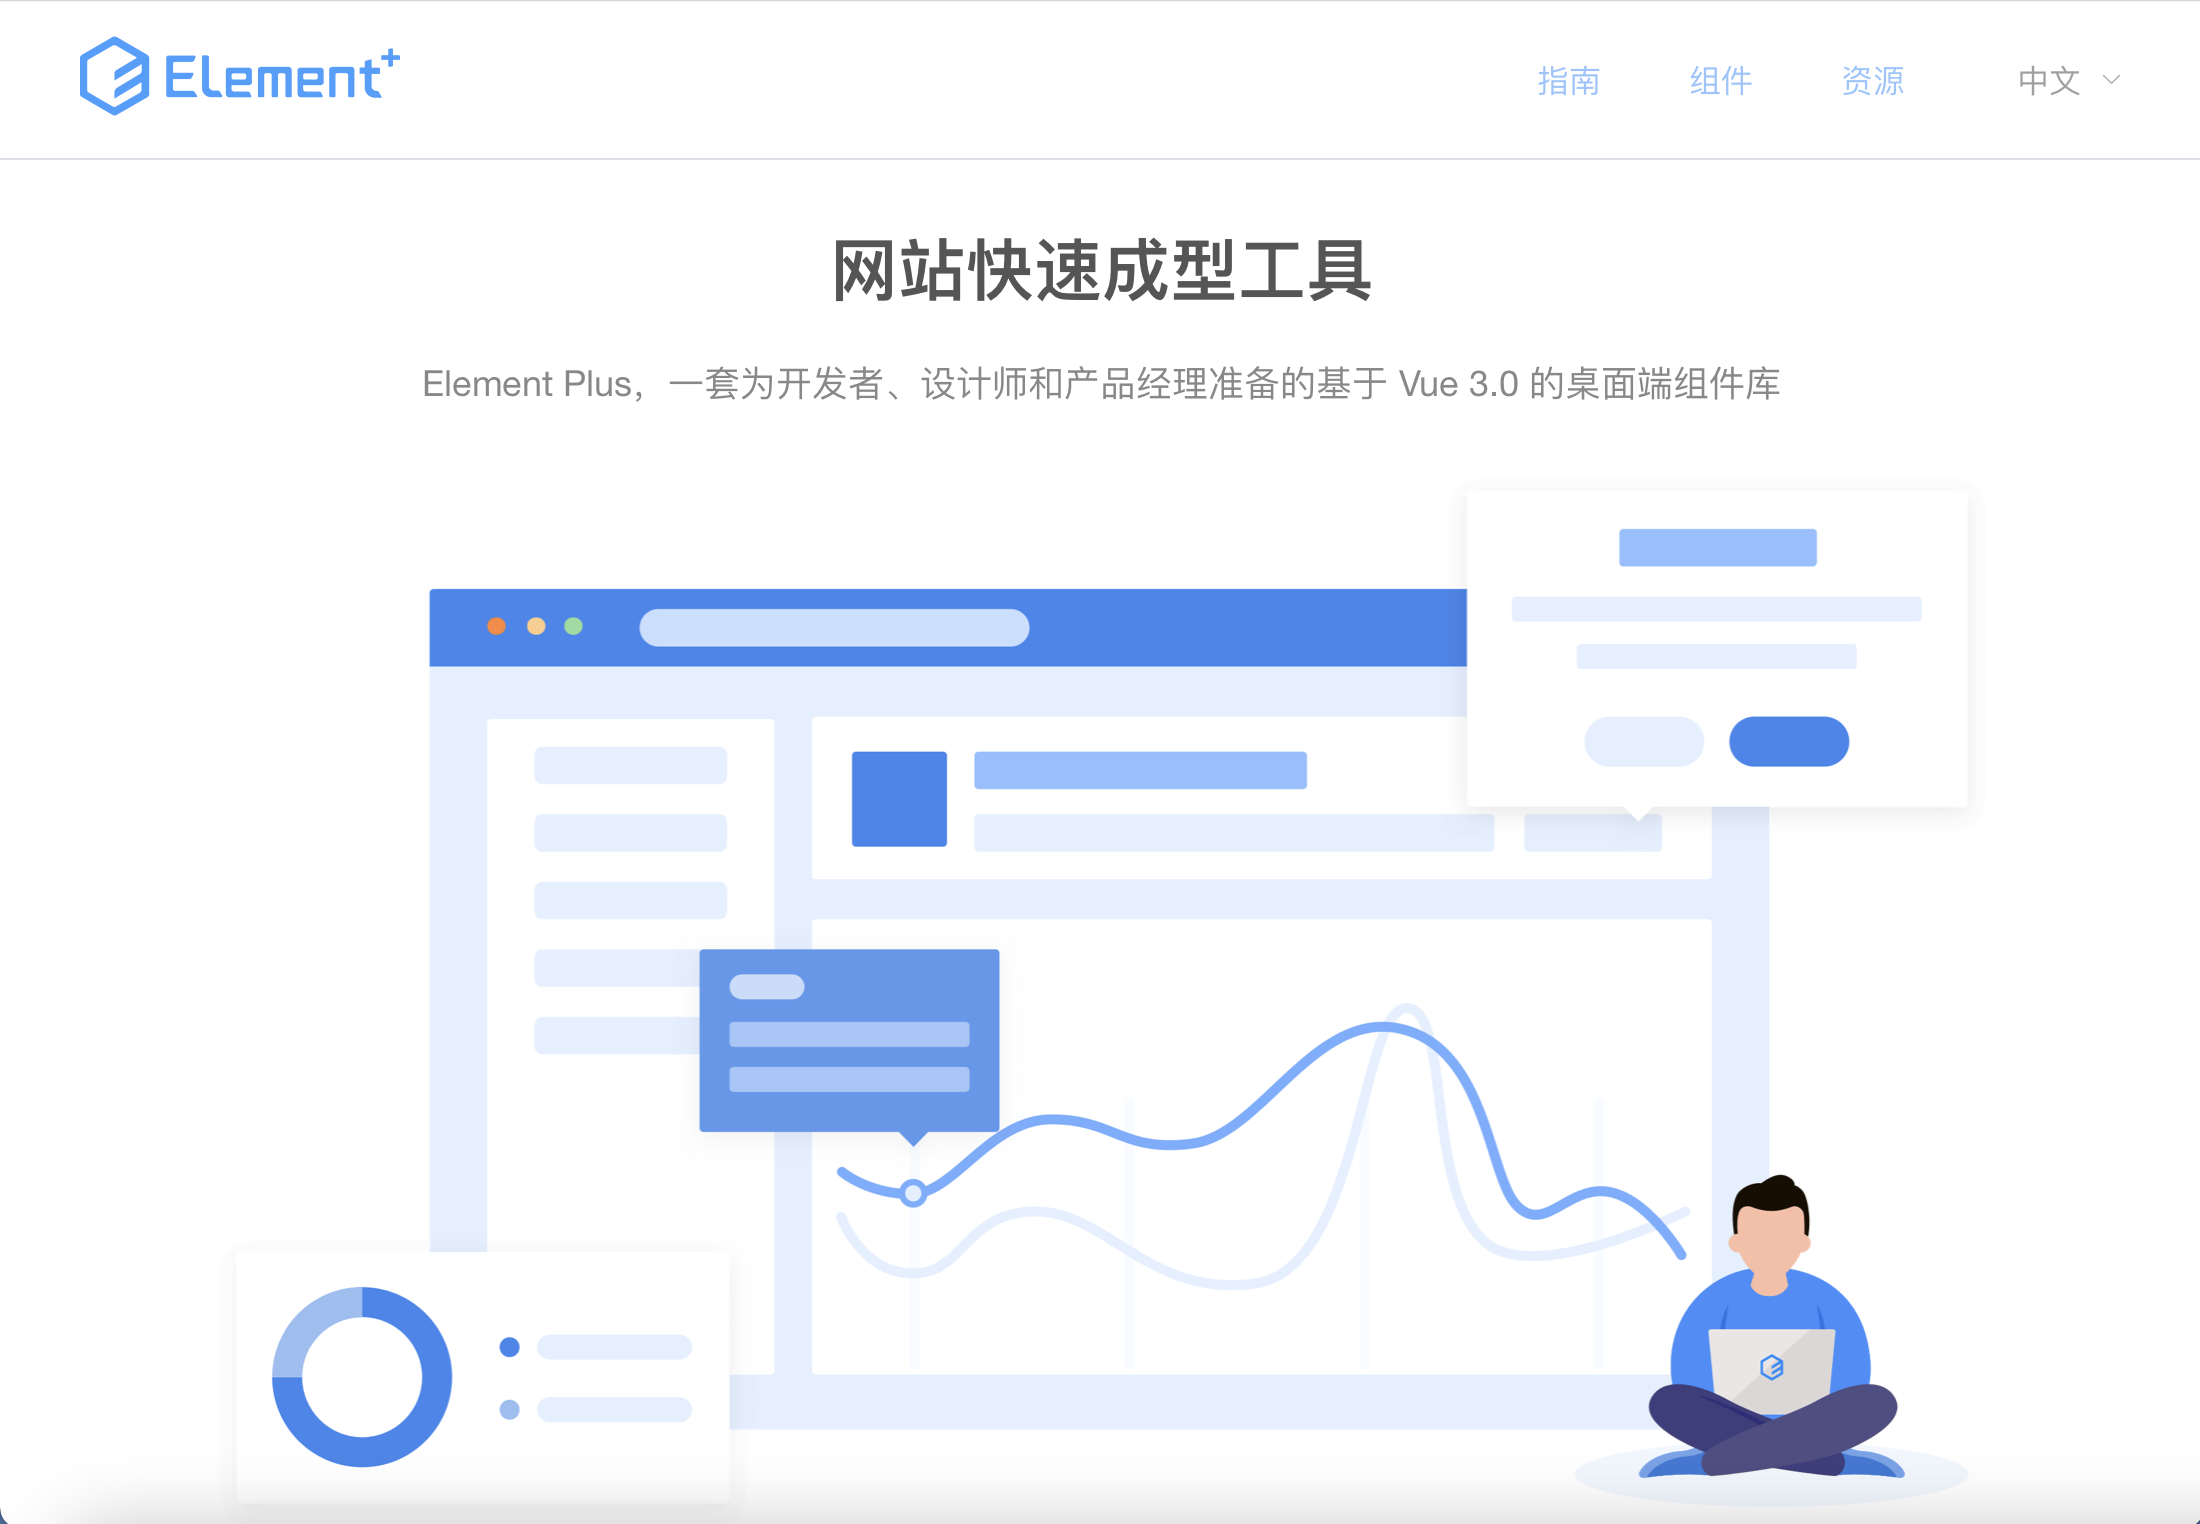 Element+
指南 组件 资源 中文
网站快速成型工具
Element Plus，一套为开发者、设计师和产品经理准备的基于 Vue 3.0 的桌面端组件库